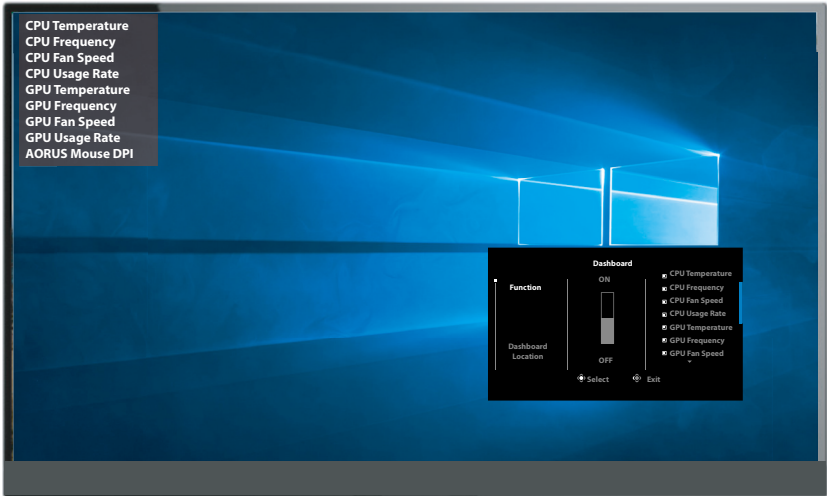 CPU Temperature
CPU Frequency
CPU Fan Speed
CPU Usage Rate
GPU Temperature
GPU Frequency
GPU Fan Speed
GPU Usage Rate
AORUS Mouse DPI
Dashboard
Function
Dashboard
Location
ON
OFF
CPU Temperature
CPU Frequency
CPU Fan Speed
CPU Usage Rate
GPU Temperature
GPU Frequency
GPU Fan Speed
Select
Exit